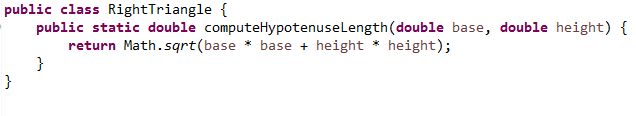 public class RightTriangle {
    public static double computeHypotenuseLength(double base, double height) {
        return Math.sqrt(base * base + height * height);
    }
}